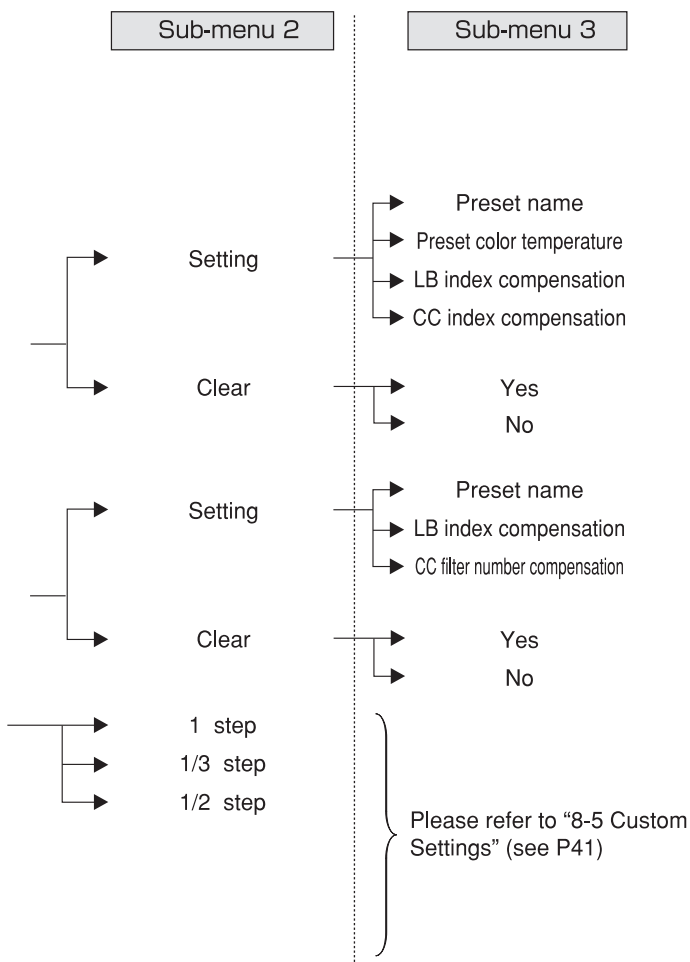 Sub-menu 2
Sub-menu 3
Preset name
Preset color temperature
Setting
LB index compensation
CC index compensation
Clear
Yes
No
Preset name
Setting
LB index compensation
CC filter number compensation
Clear
Yes
No
1 step
1/3 step
1/2 step
Please refer to “8-5 Custom
Settings” (see P41)